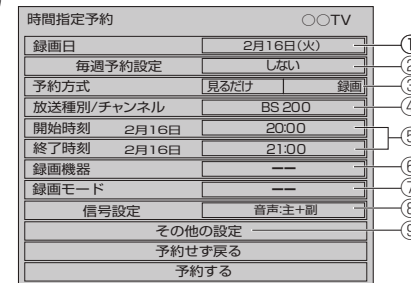 時間指定予約 ○○TV
録画日 2月16日(火) ①
毎週予約設定 しない ②
予約方式 見るだけ 録画 ③
放送種別/チャンネル BS 200 ④
開始時刻 2月16日 20:00
⑤
終了時刻 2月16日 21:00
録画機器 −− ⑥
録画モード −− ⑦
信号設定 音声:主+副 ⑧
その他の設定 ⑨
予約せず戻る
予約する